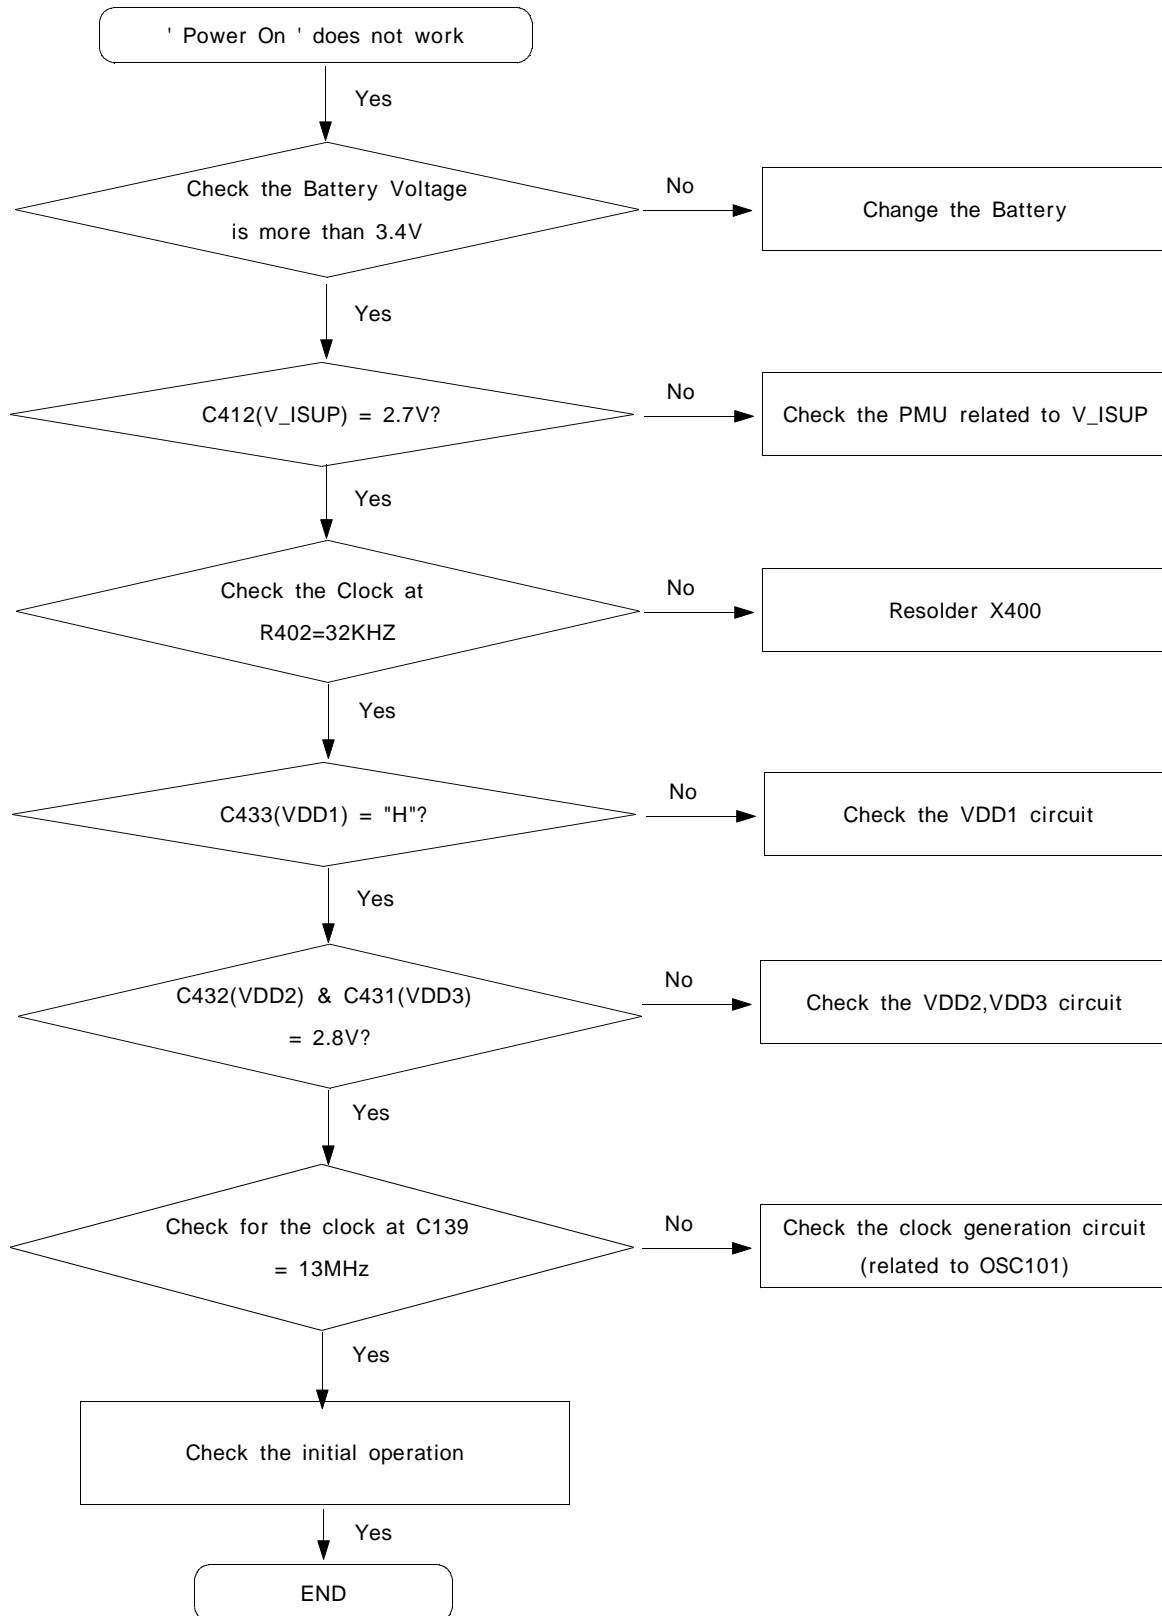 ' Power On ' does not work
Yes
Check the Battery Voltage
is more than 3.4V
No
Change the Battery
Yes
C412(V_ISUP) = 2.7V?
No
Check the PMU related to V_ISUP
Yes
Check the Clock at
R402=32KHZ
No
Resolder X400
Yes
C433(VDD1) = "H"?
No
Check the VDD1 circuit
Yes
C432(VDD2) & C431(VDD3)
= 2.8V?
No
Check the VDD2,VDD3 circuit
Yes
Check for the clock at C139
= 13MHz
No
Check the clock generation circuit
(related to OSC101)
Yes
Check the initial operation
Yes
END